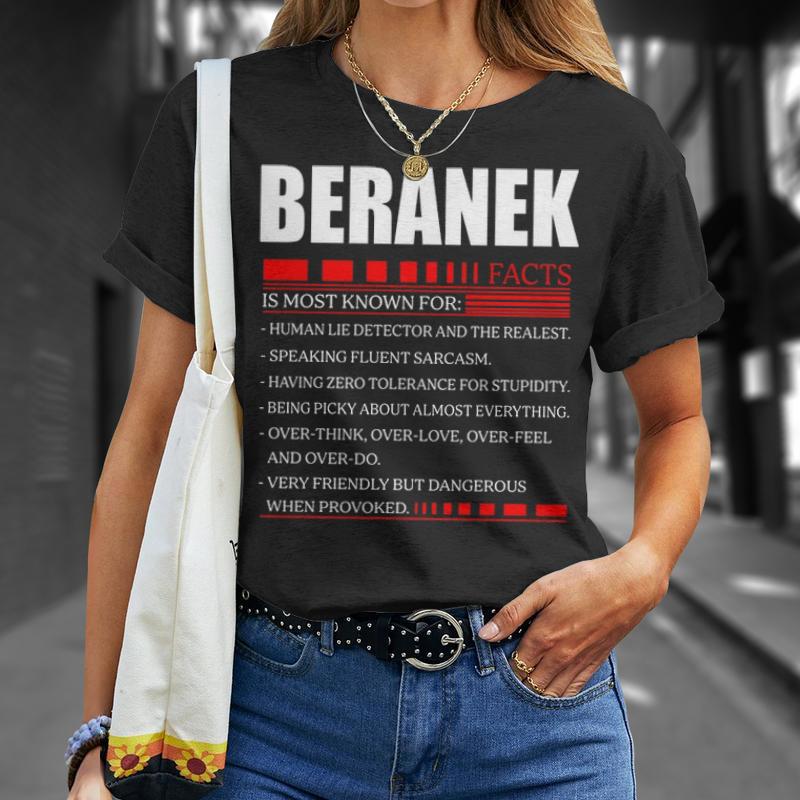 BERANEK
FACTS
IS MOST KNOWN FOR:
- HUMAN LIE DETECTOR AND THE REALEST.
- SPEAKING FLUENT SARCASM.
- HAVING ZERO TOLERANCE FOR STUPIDITY.
- BEING PICKY ABOUT ALMOST EVERYTHING.
- OVER-THINK, OVER-LOVE, OVER-FEEL
AND OVER-DO.
- VERY FRIENDLY BUT DANGEROUS
WHEN PROVOKED.